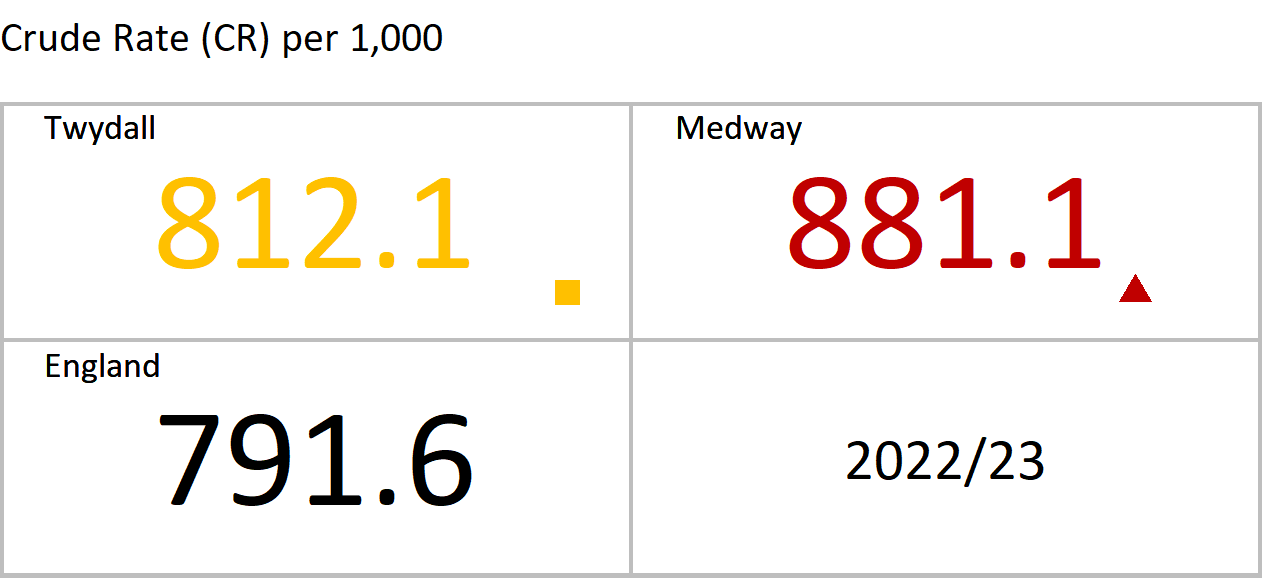 Crude Rate (CR) per 1,000
Twydall
812.1
Medway
881.1
England
791.6
2022/23